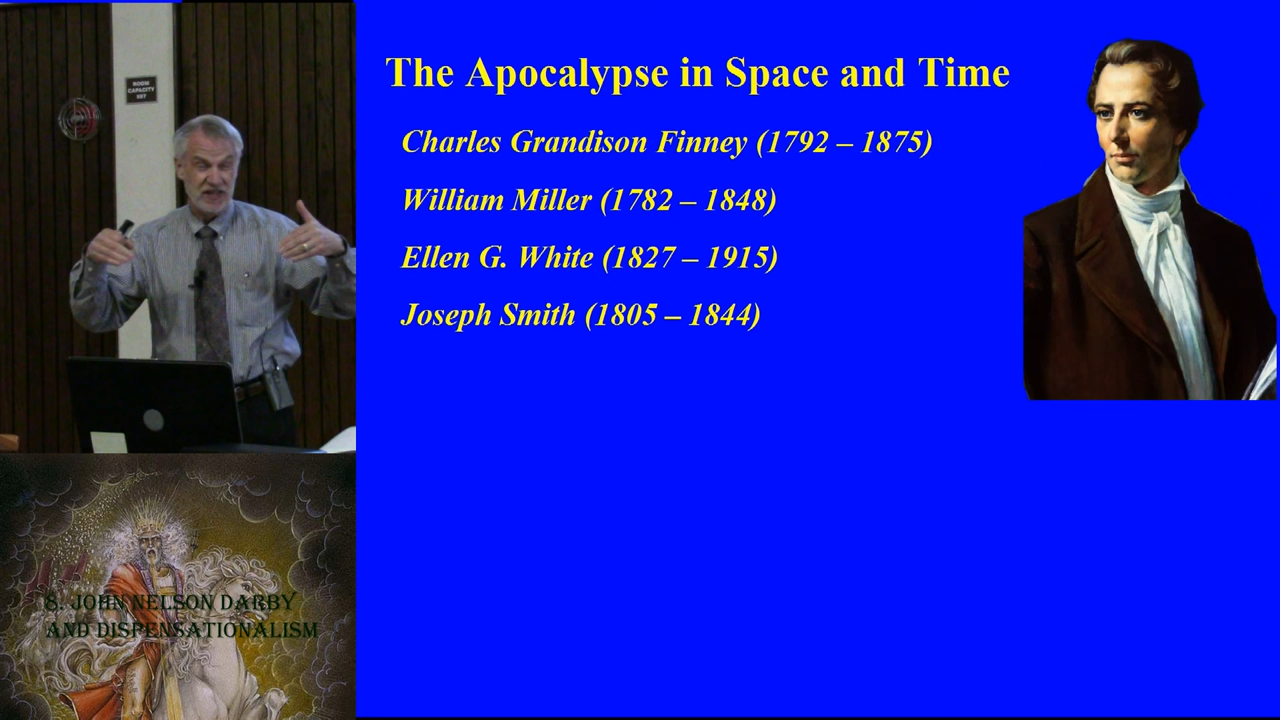 ROOM
CAPACITY
557
The Apocalypse in Space and Time
Charles Grandison Finney (1792 – 1875)
William Miller (1782 – 1848)
Ellen G. White (1827 – 1915)
Joseph Smith (1805 – 1844)
8. JOHN NELSON DARBY
AND DISPENSATIONALISM